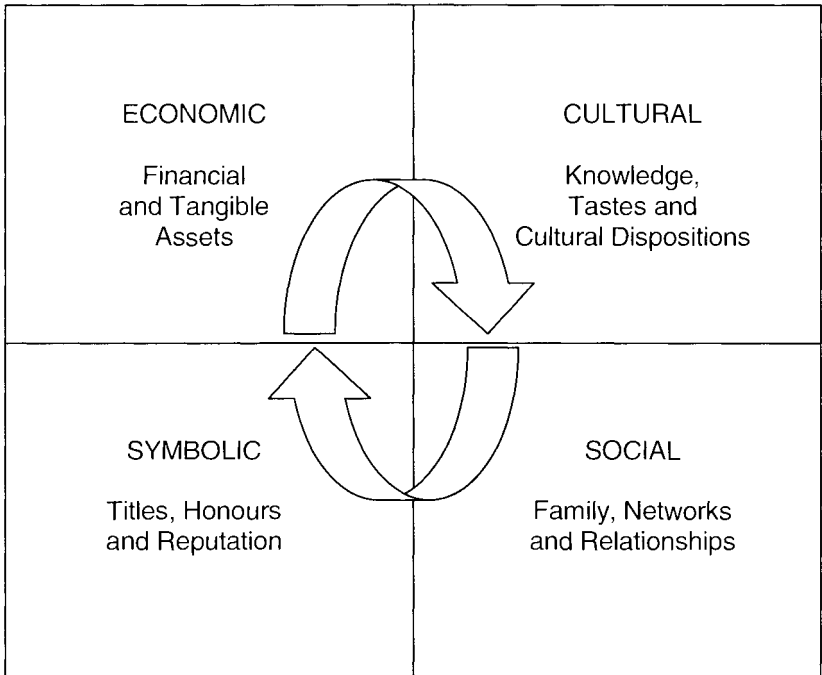 ECONOMIC
Financial
and Tangible
Assets
CULTURAL
Knowledge,
Tastes and
Cultural Dispositions
SYMBOLIC
Titles, Honours
and Reputation
SOCIAL
Family, Networks
and Relationships